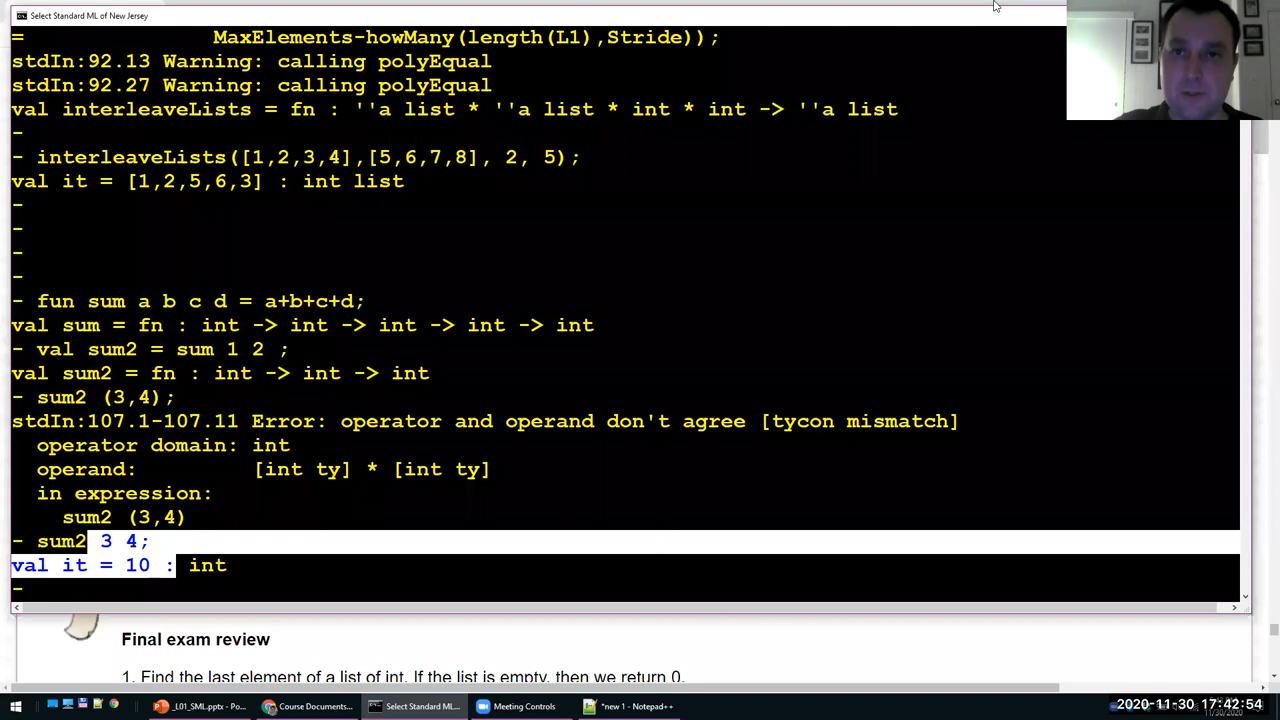 Select Standard ML of New Jersey
= MaxElements-howMany(length(L1),Stride));
stdIn:92.13 Warning: calling polyEqual
stdIn:92.27 Warning: calling polyEqual
val interleaveLists = fn : ''a list * ''a list * int * int -> ''a list
-
- interleaveLists([1,2,3,4],[5,6,7,8], 2, 5);
val it = [1,2,5,6,3] : int list
-
-
-
-
- fun sum a b c d = a+b+c+d;
val sum = fn : int -> int -> int -> int -> int
- val sum2 = sum 1 2 ;
val sum2 = fn : int -> int -> int
- sum2 (3,4);
stdIn:107.1-107.11 Error: operator and operand don't agree [tycon mismatch]
operator domain: int
operand: [int ty] * [int ty]
in expression:
sum2 (3,4)
- sum2 3 4;
val it = 10 : int
-
Final exam review
1. Find the last element of a list of int. If the list is empty, then we return 0.
_L01_SML.pptx - Po...
Course Documents...
Select Standard ML...
Meeting Controls
*new 1 - Notepad++
2020-11-30 17:42:54